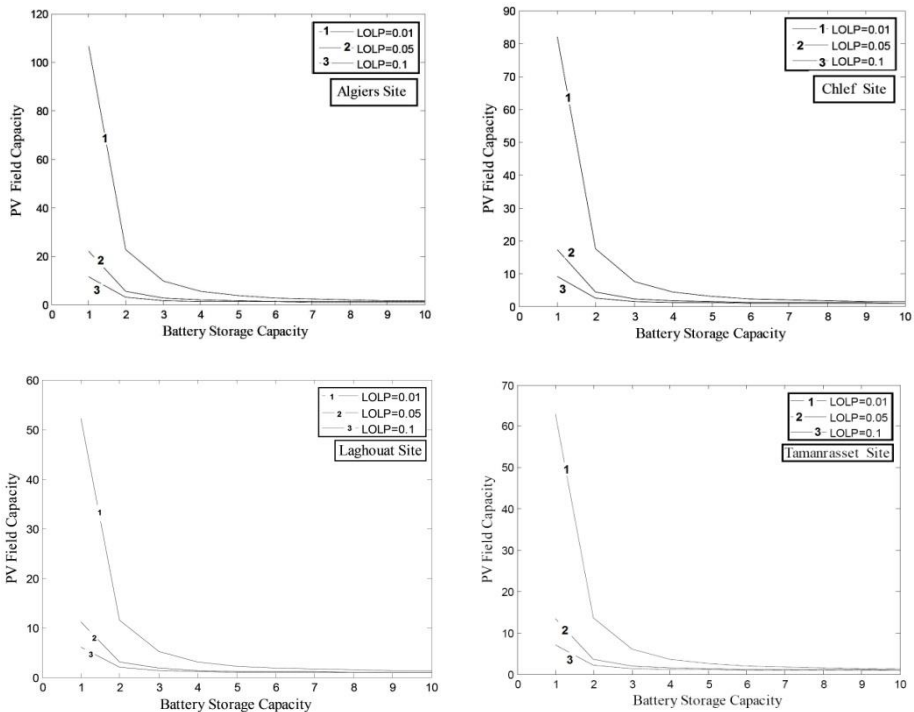 120
100
80
60
40
20
0
0 1 2 3 4 5 6 7 8 9 10
PV Field Capacity
Battery Storage Capacity
1 LOLP=0.01
2 LOLP=0.05
3 LOLP=0.1
Algiers Site
1
2
3
90
80
70
60
50
40
30
20
10
0
0 1 2 3 4 5 6 7 8 9 10
PV Field Capacity
Battery Storage Capacity
1 LOLP=0.01
2 LOLP=0.05
3 LOLP=0.1
Chlef Site
1
2
3
60
50
40
30
20
10
0
0 1 2 3 4 5 6 7 8 9 10
PV Field Capacity
Battery Storage Capacity
1 LOLP=0.01
2 LOLP=0.05
3 LOLP=0.1
Laghouat Site
1
2
3
70
60
50
40
30
20
10
0
0 1 2 3 4 5 6 7 8 9 10
PV Field Capacity
Battery Storage Capacity
1 LOLP=0.01
2 LOLP=0.05
3 LOLP=0.1
Tamanrasset Site
1
2
3